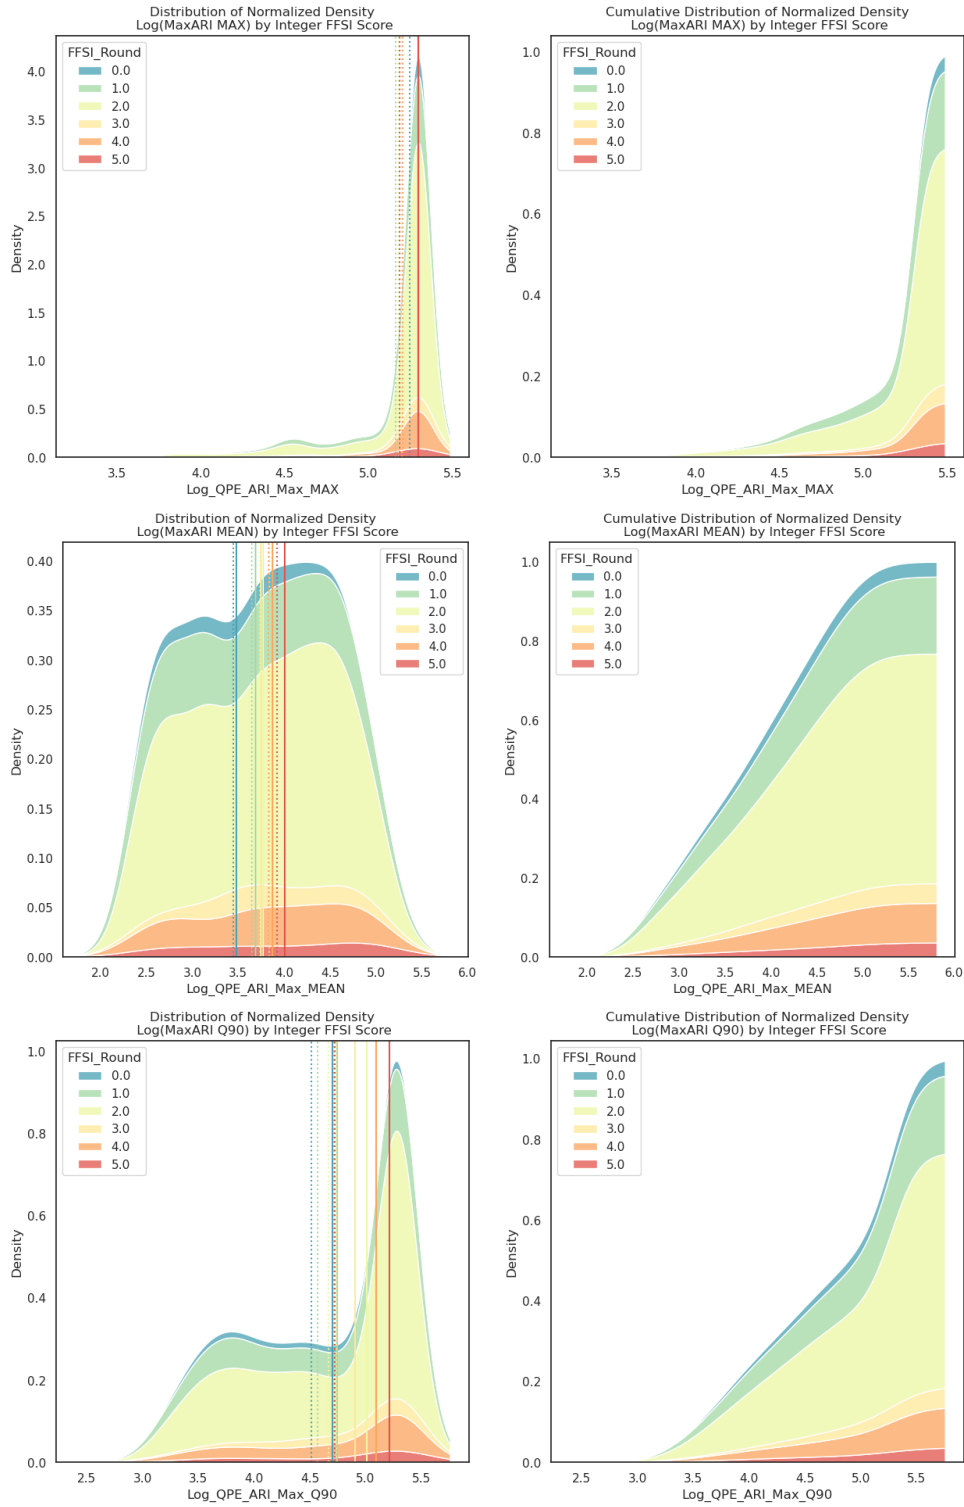 Distribution of Normalized Density
Log(MaxARI MAX) by Integer FFSI Score
FFSI_Round
0.0
1.0
2.0
3.0
4.0
5.0
4.0
3.5
3.0
2.5
2.0
1.5
1.0
0.5
0.0
Density
3.5 4.0 4.5 5.0 5.5
Log_QPE_ARI_Max_MAX
Cumulative Distribution of Normalized Density
Log(MaxARI MAX) by Integer FFSI Score
FFSI_Round
0.0
1.0
2.0
3.0
4.0
5.0
1.0
0.8
0.6
0.4
0.2
0.0
Density
3.5 4.0 4.5 5.0 5.5
Log_QPE_ARI_Max_MAX
Distribution of Normalized Density
Log(MaxARI MEAN) by Integer FFSI Score
FFSI_Round
0.0
1.0
2.0
3.0
4.0
5.0
0.40
0.35
0.30
0.25
0.20
0.15
0.10
0.05
0.00
Density
2.0 2.5 3.0 3.5 4.0 4.5 5.0 5.5 6.0
Log_QPE_ARI_Max_MEAN
Cumulative Distribution of Normalized Density
Log(MaxARI MEAN) by Integer FFSI Score
FFSI_Round
0.0
1.0
2.0
3.0
4.0
5.0
1.0
0.8
0.6
0.4
0.2
0.0
Density
2.0 2.5 3.0 3.5 4.0 4.5 5.0 5.5 6.0
Log_QPE_ARI_Max_MEAN
Distribution of Normalized Density
Log(MaxARI Q90) by Integer FFSI Score
FFSI_Round
0.0
1.0
2.0
3.0
4.0
5.0
1.0
0.8
0.6
0.4
0.2
0.0
Density
2.5 3.0 3.5 4.0 4.5 5.0 5.5
Log_QPE_ARI_Max_Q90
Cumulative Distribution of Normalized Density
Log(MaxARI Q90) by Integer FFSI Score
FFSI_Round
0.0
1.0
2.0
3.0
4.0
5.0
1.0
0.8
0.6
0.4
0.2
0.0
Density
2.5 3.0 3.5 4.0 4.5 5.0 5.5
Log_QPE_ARI_Max_Q90